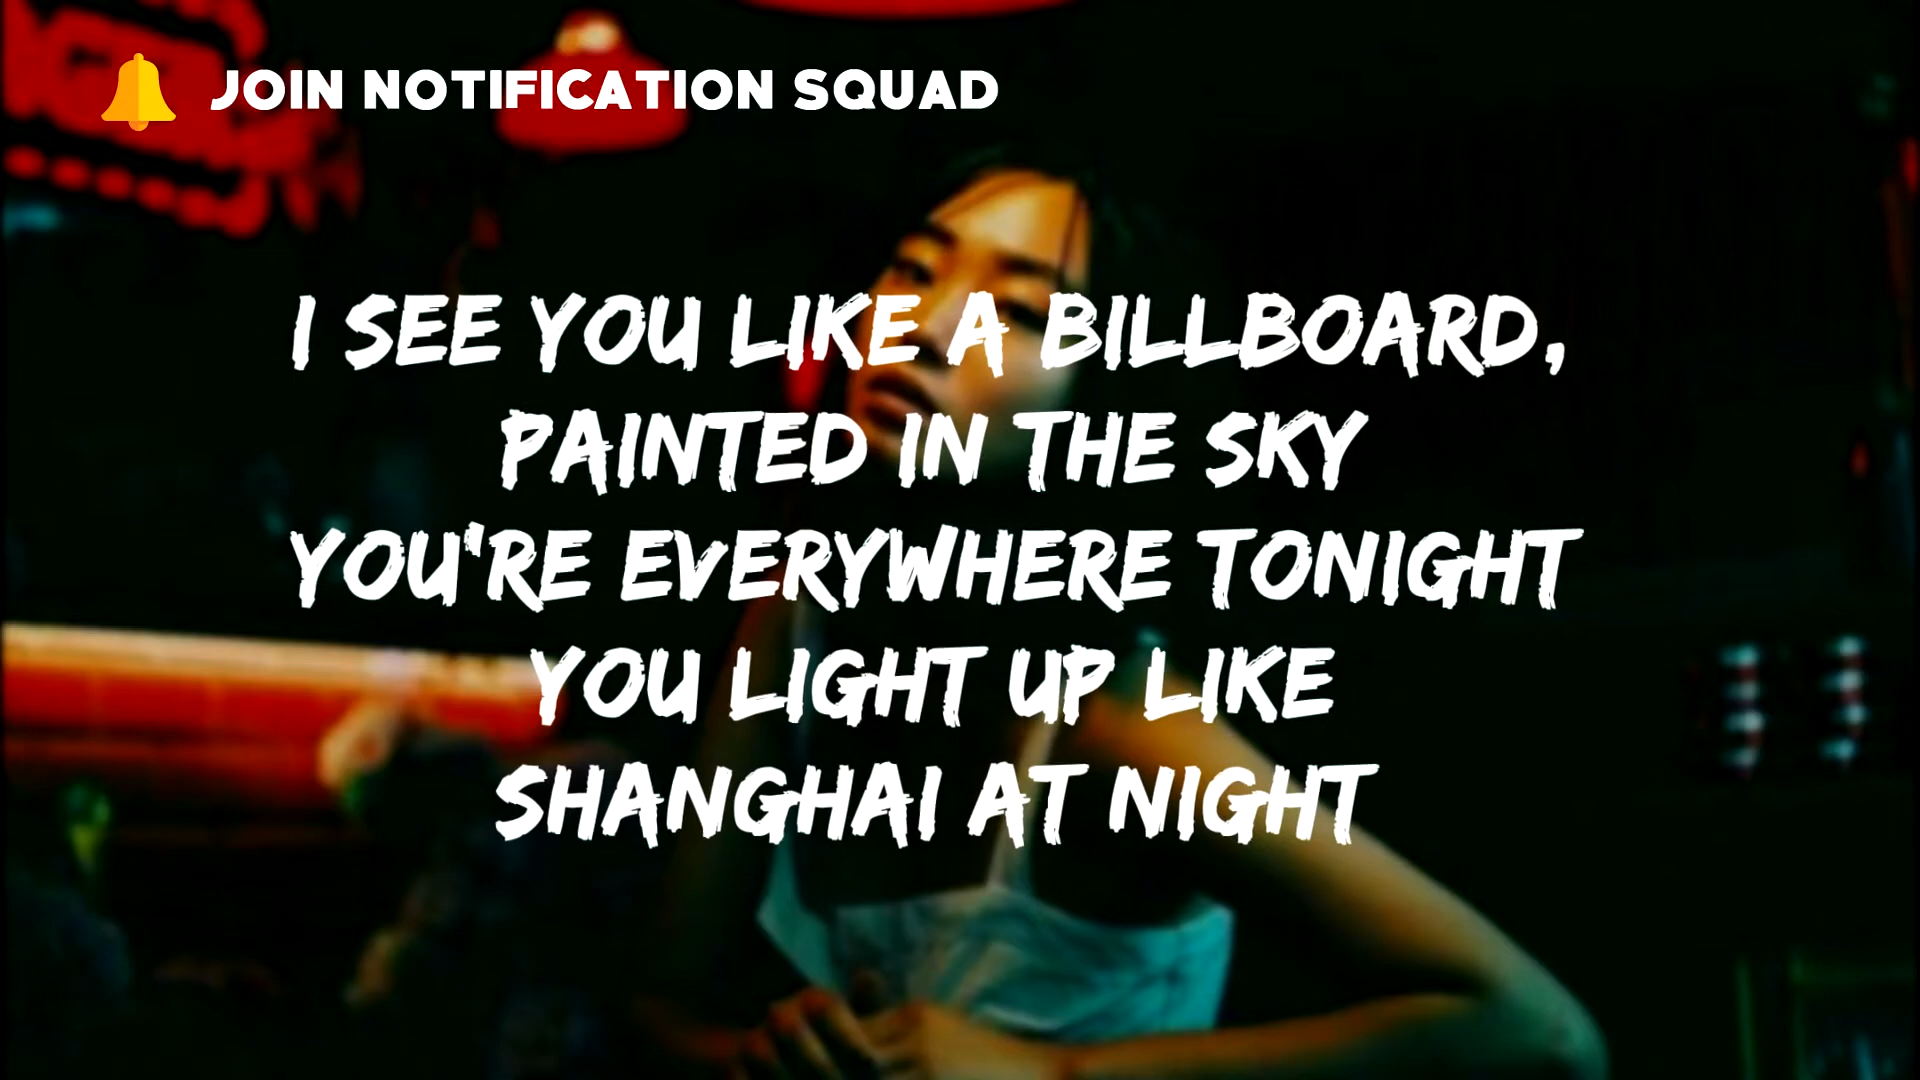 JOIN NOTIFICATION SQUAD
I SEE YOU LIKE A BILLBOARD,
PAINTED IN THE SKY
YOU'RE EVERYWHERE TONIGHT
YOU LIGHT UP LIKE
SHANGHAI AT NIGHT